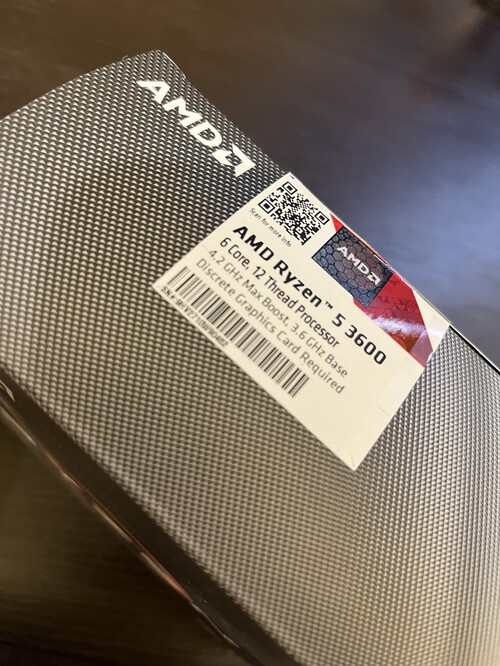 AMD
Scan for more info
AMD
AMD Ryzen™ 5 3600
6 Core, 12 Thread Processor
4.2 GHz Max Boost, 3.6 GHz Base
Discrete Graphics Card Required